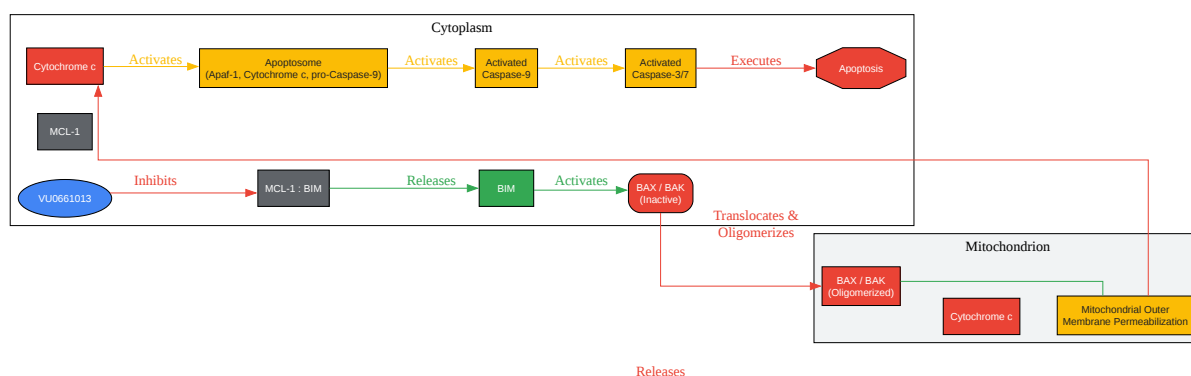 Cytoplasm
Cytochrome c
Activates
Apoptosome
(Apaf-1, Cytochrome c, pro-Caspase-9)
Activates
Activated
Caspase-9
Activates
Activated
Caspase-3/7
Executes
Apoptosis
MCL-1
VU0661013
Inhibits
MCL-1 : BIM
Releases
BIM
Activates
BAX / BAK
(Inactive)
Translocates &
Oligomerizes
Mitochondrion
BAX / BAK
(Oligomerized)
Cytochrome c
Mitochondrial Outer
Membrane Permeabilization
Releases